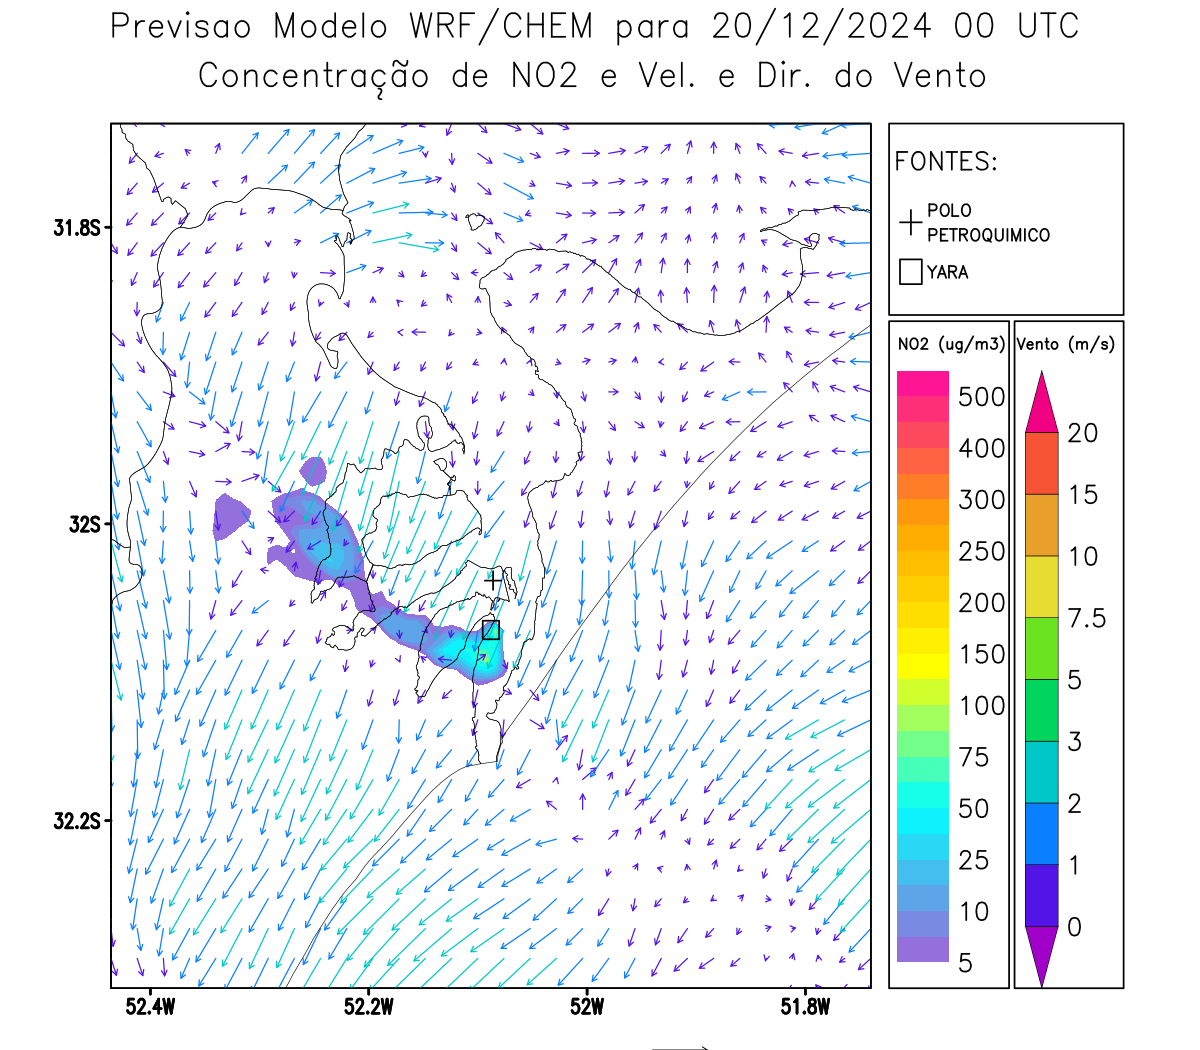 Previsao Modelo WRF/CHEM para 20/12/2024 00 UTC
Concentração de NO2 e Vel. e Dir. do Vento
FONTES:
POLO
PETROQUIMICO
YARA
31.8S
32S
32.2S
52.4W
52.2W
52W
51.8W
NO2 (ug/m3)
500
400
300
250
200
150
100
75
50
25
10
5
Vento (m/s)
20
15
10
7.5
5
3
2
1
0